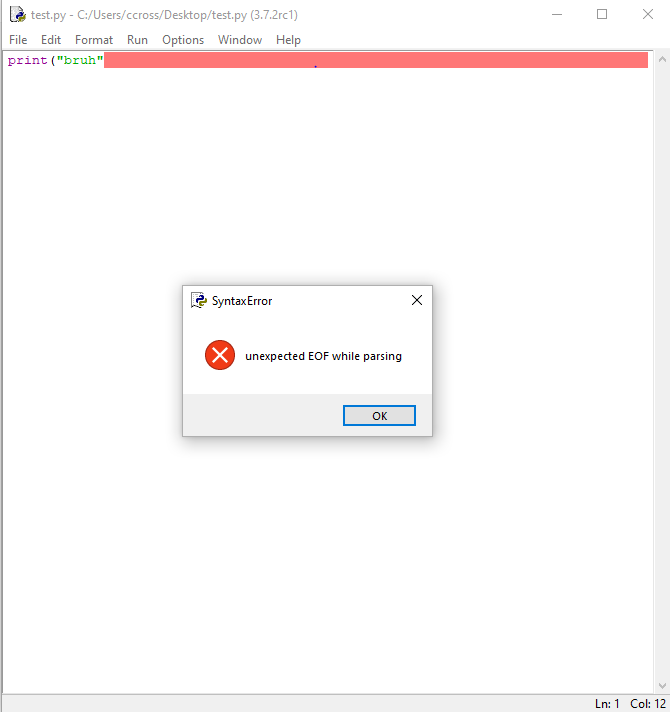 test.py - C:/Users/ccross/Desktop/test.py (3.7.2rc1)
File Edit Format Run Options Window Help
print("bruh"
SyntaxError
unexpected EOF while parsing
OK
Ln: 1 Col: 12